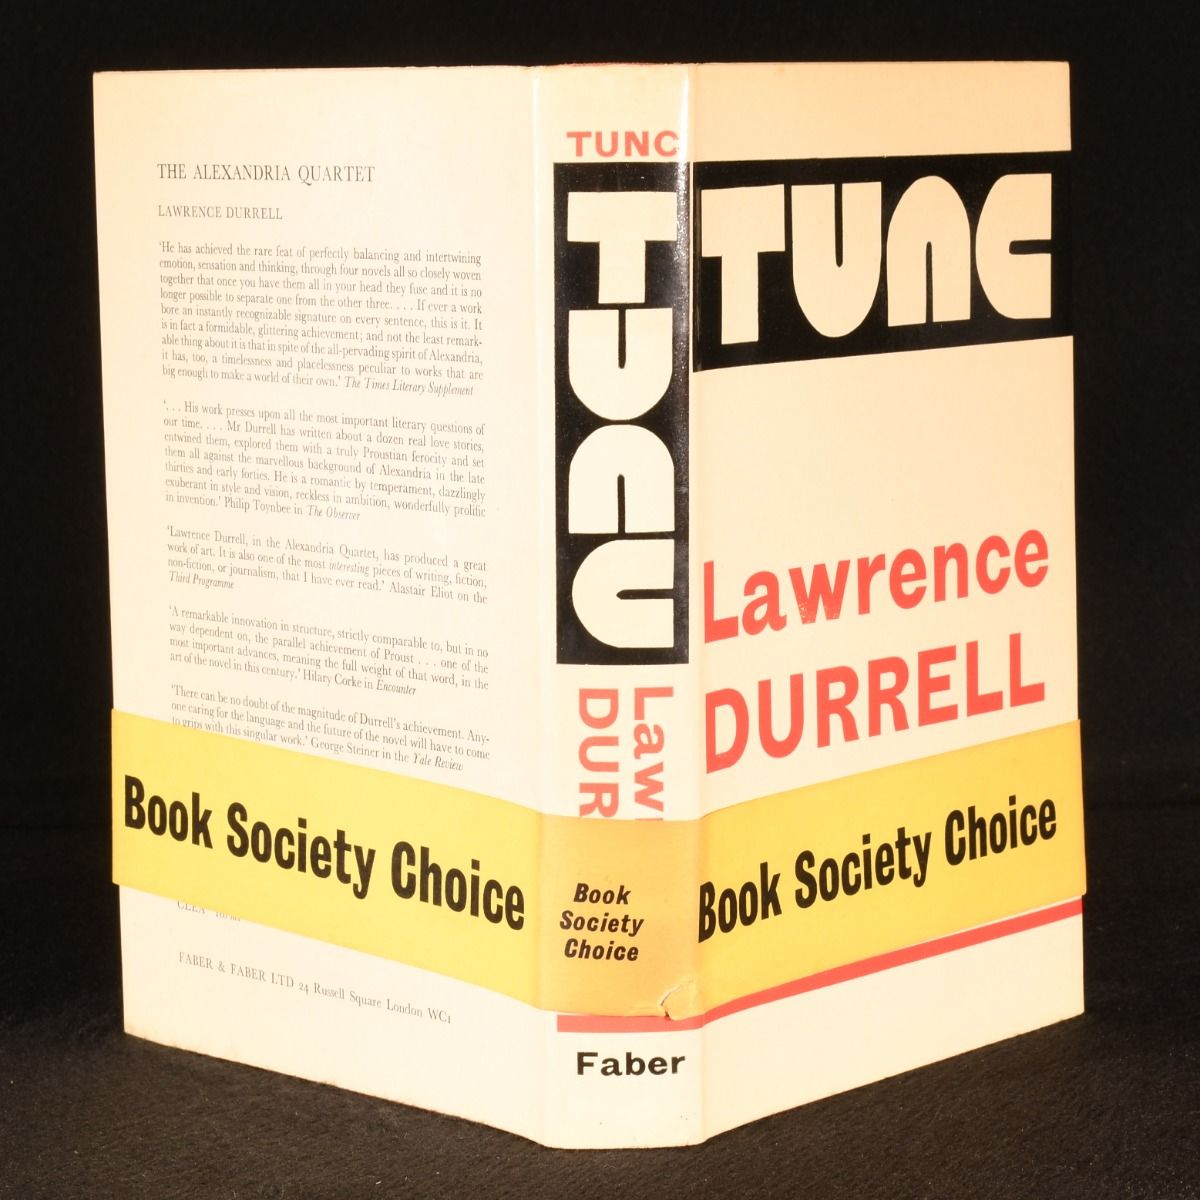 THE ALEXANDRIA QUARTET
LAWRENCE DURRELL
'He has achieved the rare feat of perfectly balancing and intertwining
emotion, sensation and thinking, through four novels all so closely woven
together that once you have them all in your head they fuse and it is no
longer possible to separate one from the other three. . . . If ever a work
bore an instantly recognizable signature on every sentence, this is it. It
is in fact a formidable, glittering achievement; and not the least remark-
able thing about it is that in spite of the all-pervading spirit of Alexandria,
it has, too, a timelessness and placelessness peculiar to works that are
big enough to make a world of their own.' The Times Literary Supplement
'. . . His work presses upon all the most important literary questions of
our time. . . . Mr Durrell has written about a dozen real love stories,
entwined them, explored them with a truly Proustian ferocity and set
them all against the marvellous background of Alexandria in the late
thirties and early forties. He is a romantic by temperament, dazzlingly
exuberant in style and vision, reckless in ambition, wonderfully prolific
in invention.' Philip Toynbee in The Observer
'Lawrence Durrell, in the Alexandria Quartet, has produced a great
work of art. It is also one of the most interesting pieces of writing, fiction,
non-fiction, or journalism, that I have ever read.' Alastair Eliot on the
Third Programme
'A remarkable innovation in structure, strictly comparable to, but in no
way dependent on, the parallel achievement of Proust . . . one of the
most important advances, meaning the full weight of that word, in the
art of the novel in this century.' Hilary Corke in Encounter
'There can be no doubt of the magnitude of Durrell's achievement. Any-
one caring for the language and the future of the novel will have to come
to grips with this singular work.' George Steiner in the Yale Review
Book Society Choice
CLEA
FABER & FABER LTD 24 Russell Square London WC1
TUNC
TUNC
Law
DUR
Book
Society
Choice
Faber
TUNC
Lawrence
DURRELL
Book Society Choice